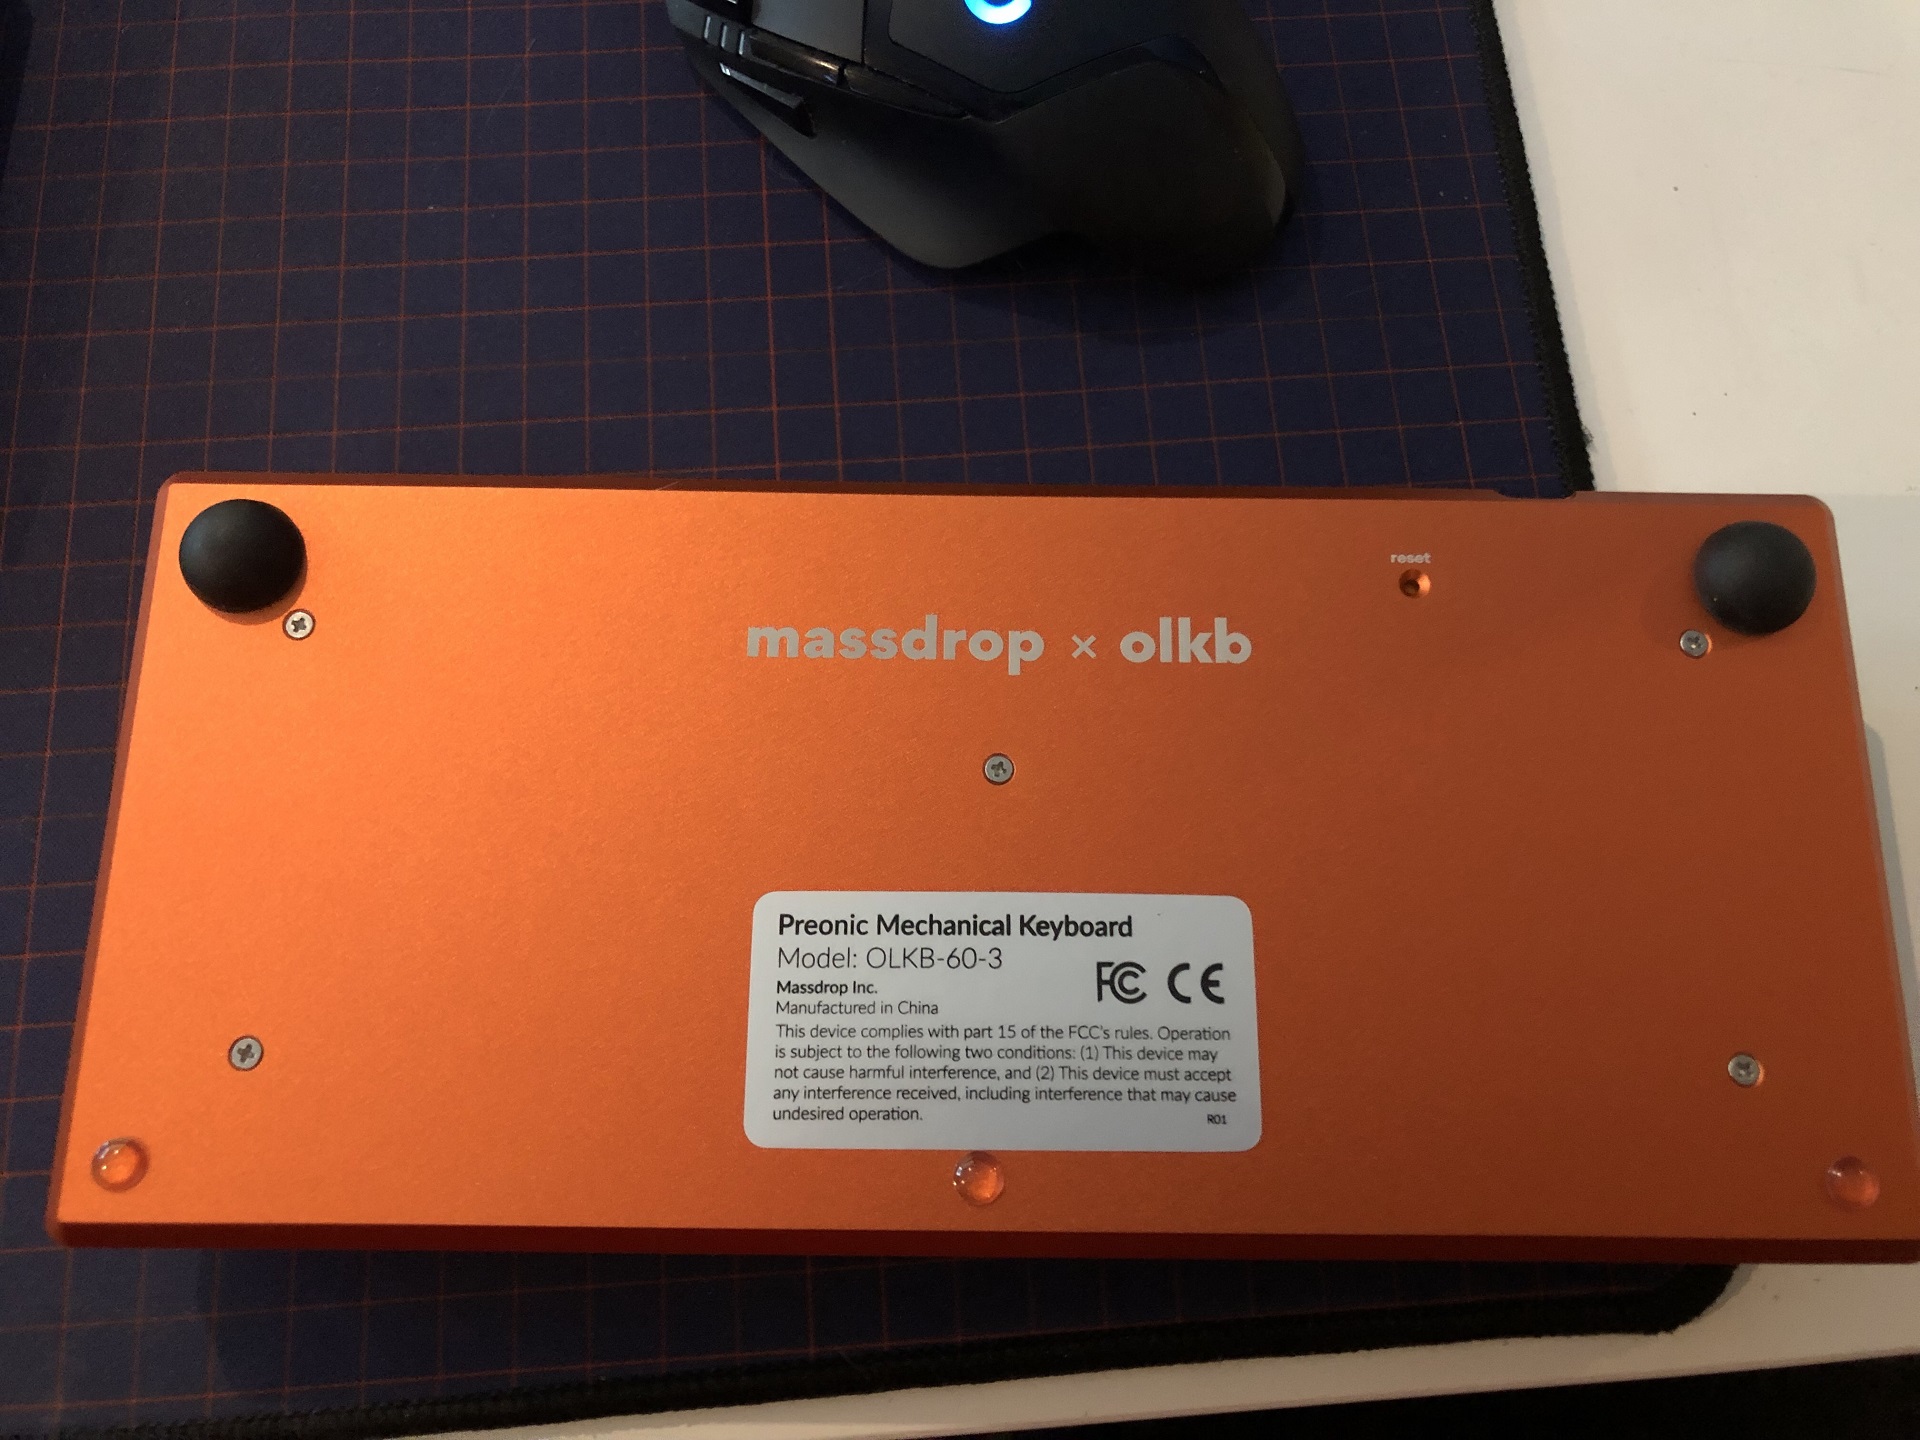 reset
massdrop × olkb
Preonic Mechanical Keyboard
Model: OLKB-60-3
FC CE
Massdrop Inc.
Manufactured in China
This device complies with part 15 of the FCC's rules. Operation
is subject to the following two conditions: (1) This device may
not cause harmful interference, and (2) This device must accept
any interference received, including interference that may cause
undesired operation.
R01